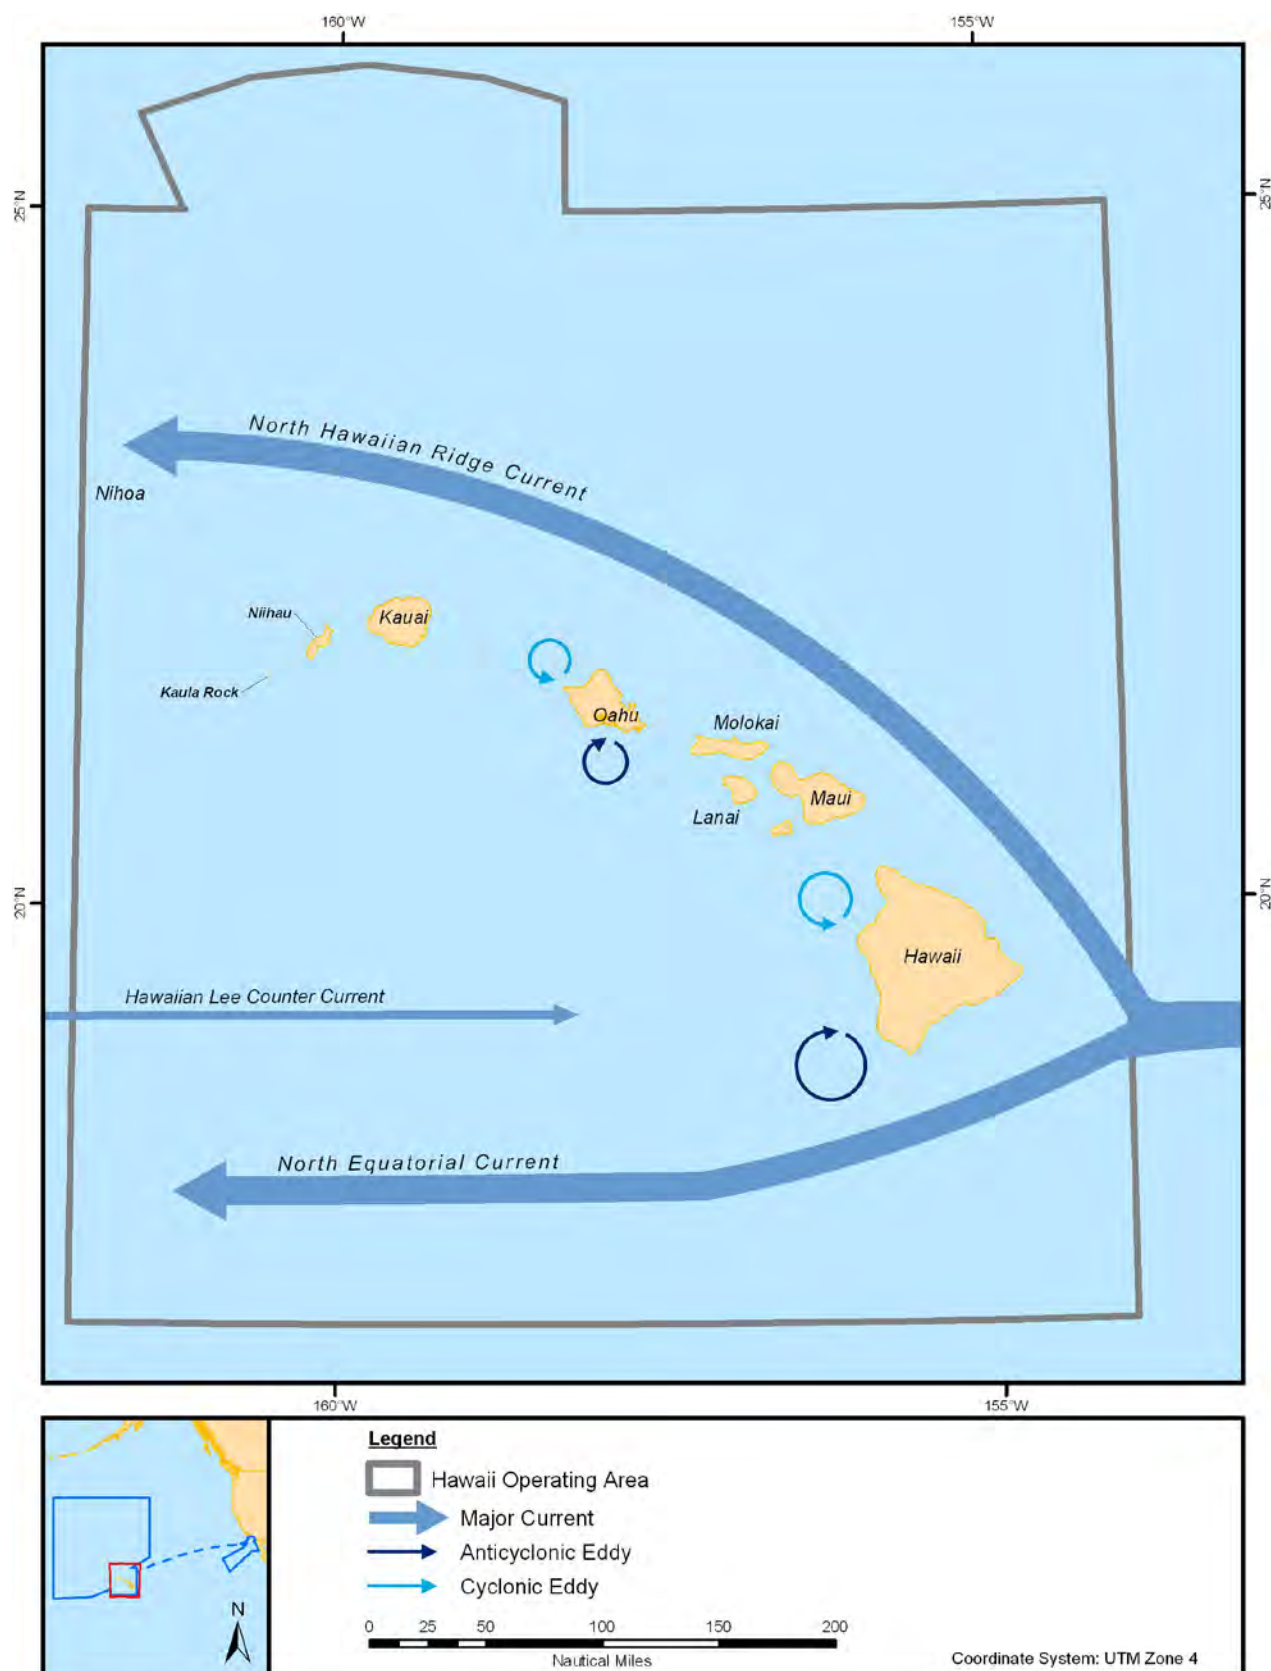 160°W 155°W
25°N 25°N
North Hawaiian Ridge Current
Nihoa
Niihau
Kauai
Kaula Rock
Oahu
Molokai
Lanai
Maui
20°N 20°N
Hawaii
Hawaiian Lee Counter Current
North Equatorial Current
160°W 155°W
Legend
Hawaii Operating Area
Major Current
Anticyclonic Eddy
Cyclonic Eddy
N
0 25 50 100 150 200
Nautical Miles
Coordinate System: UTM Zone 4